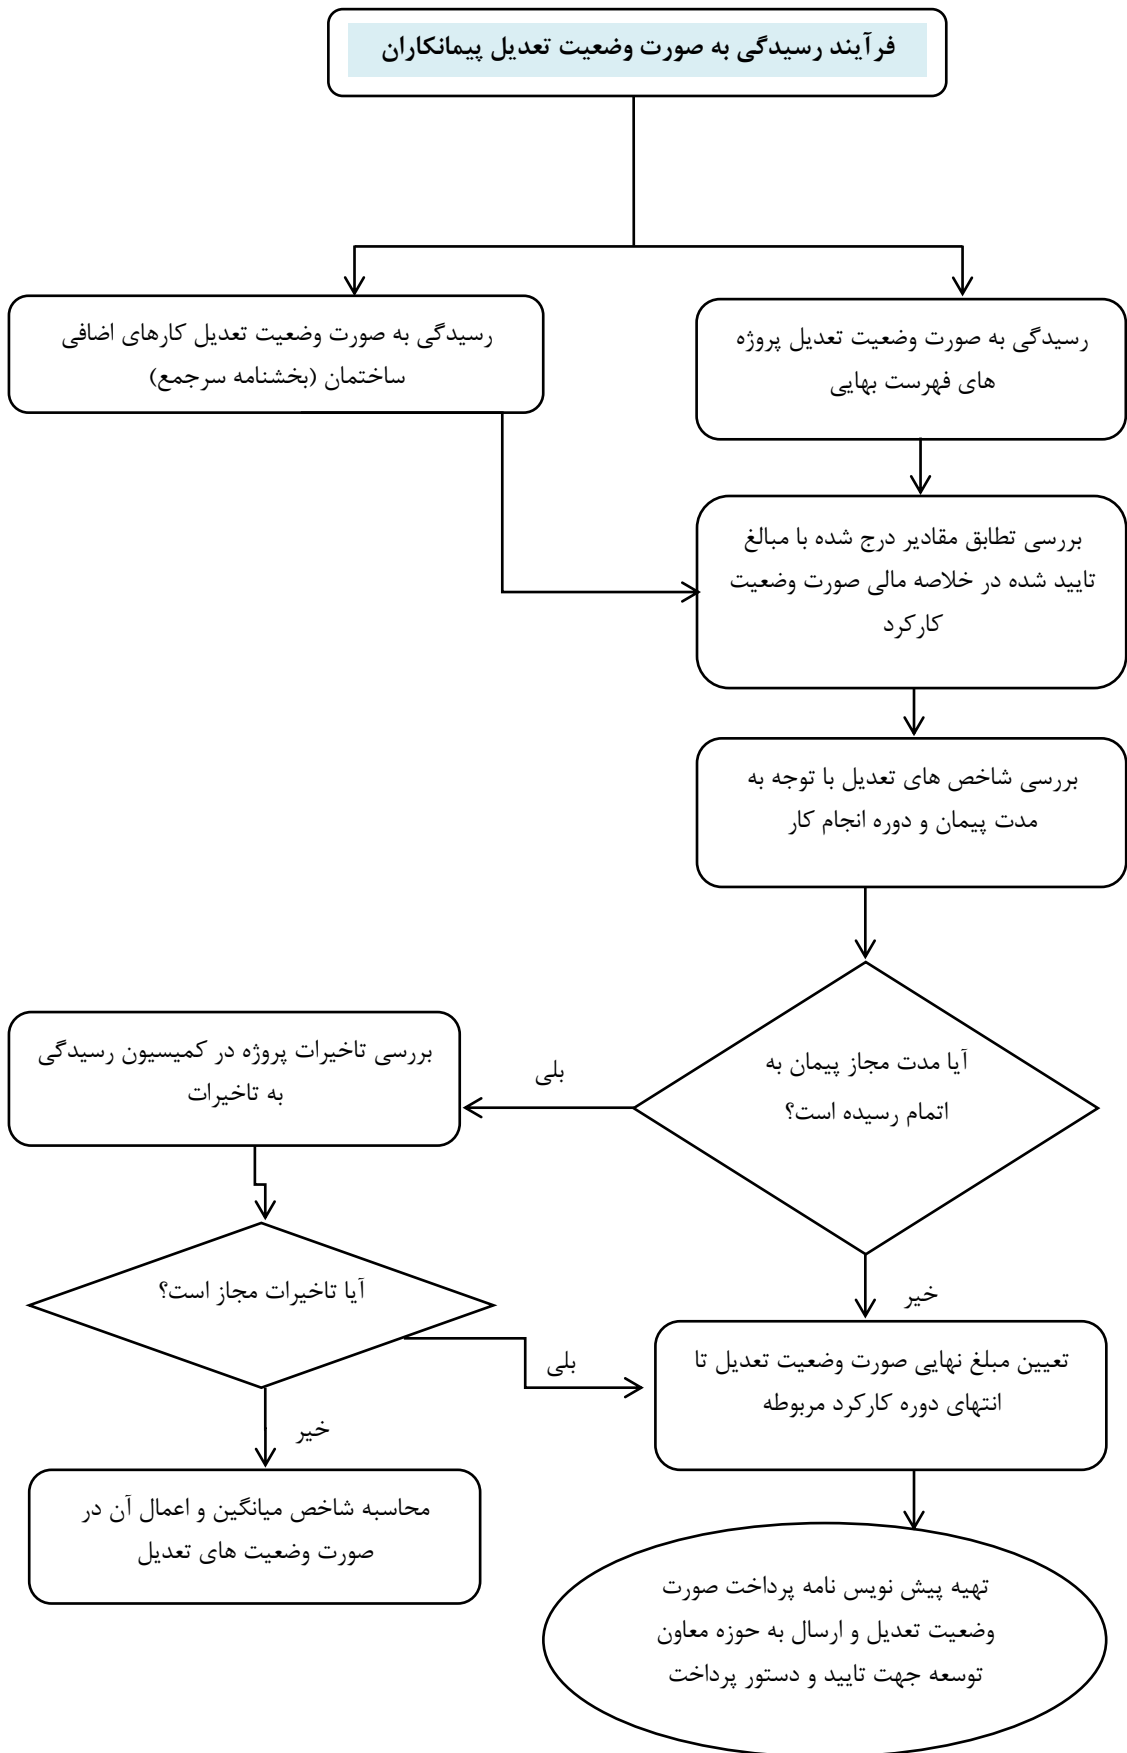 فرآیند رسیدگی به صورت وضعیت تعدیل پیمانکاران
رسیدگی به صورت وضعیت تعدیل پروژه
های فهرست بهایی
رسیدگی به صورت وضعیت تعدیل کارهای اضافی
ساختمان (بخشنامه سرجمع)
بررسی تطابق مقادیر درج شده با مبالغ
تایید شده در خلاصه مالی صورت وضعیت
کارکرد
بررسی شاخص های تعدیل با توجه به
مدت پیمان و دوره انجام کار
آیا مدت مجاز پیمان به
اتمام رسیده است؟
بلی
بررسی تاخیرات پروژه در کمیسیون رسیدگی
به تاخیرات
آیا تاخیرات مجاز است؟
خیر
بلی
تعیین مبلغ نهایی صورت وضعیت تعدیل تا
انتهای دوره کارکرد مربوطه
خیر
محاسبه شاخص میانگین و اعمال آن در
صورت وضعیت های تعدیل
تهیه پیش نویس نامه پرداخت صورت
وضعیت تعدیل و ارسال به حوزه معاون
توسعه جهت تایید و دستور پرداخت